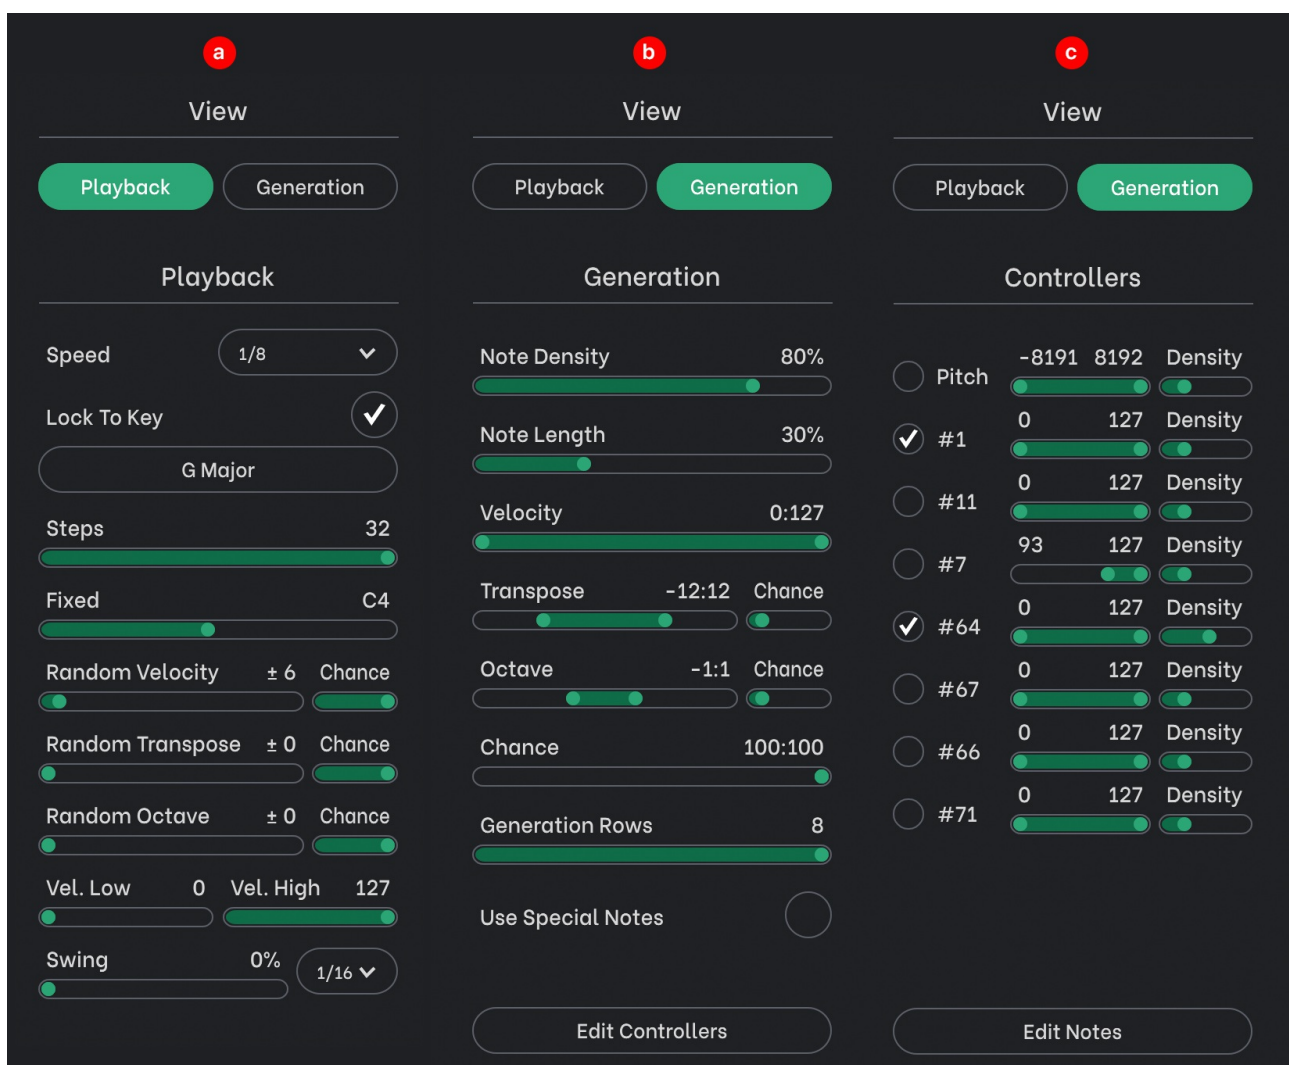 a
View
Playback Generation
Playback
Speed 1/8
Lock To Key
G Major
Steps 32
Fixed C4
Random Velocity ± 6 Chance
Random Transpose ± 0 Chance
Random Octave ± 0 Chance
Vel. Low 0 Vel. High 127
Swing 0% 1/16
b
View
Playback Generation
Generation
Note Density 80%
Note Length 30%
Velocity 0:127
Transpose -12:12 Chance
Octave -1:1 Chance
Chance 100:100
Generation Rows 8
Use Special Notes
Edit Controllers
c
View
Playback Generation
Controllers
Pitch -8191 8192 Density
#1 0 127 Density
#11 0 127 Density
#7 93 127 Density
#64 0 127 Density
#67 0 127 Density
#66 0 127 Density
#71 0 127 Density
Edit Notes